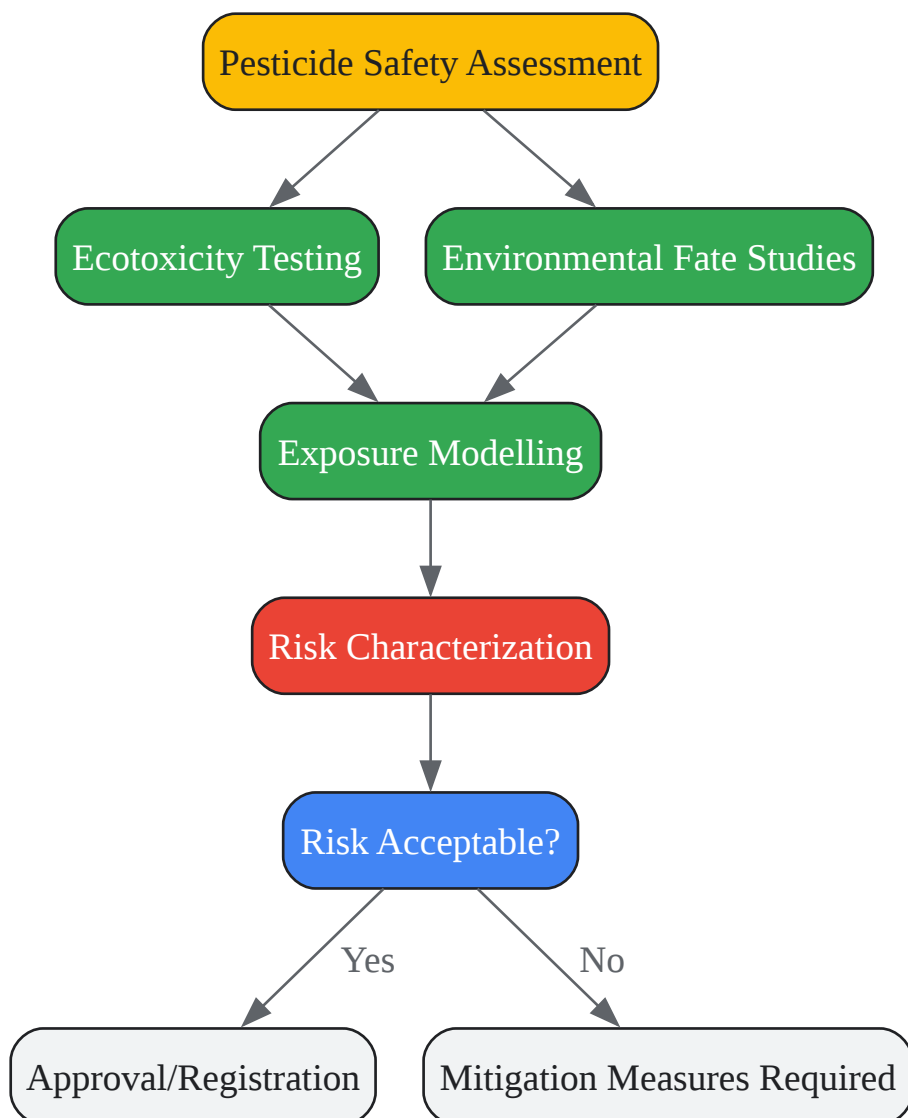 Pesticide Safety Assessment
Ecotoxicity Testing
Environmental Fate Studies
Exposure Modelling
Risk Characterization
Risk Acceptable?
Yes
No
Approval/Registration
Mitigation Measures Required